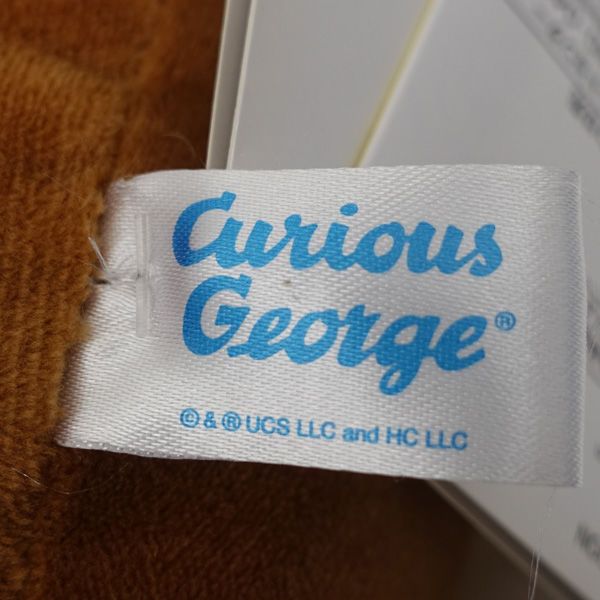 Curious
George®
© & ® UCS LLC and HC LLC